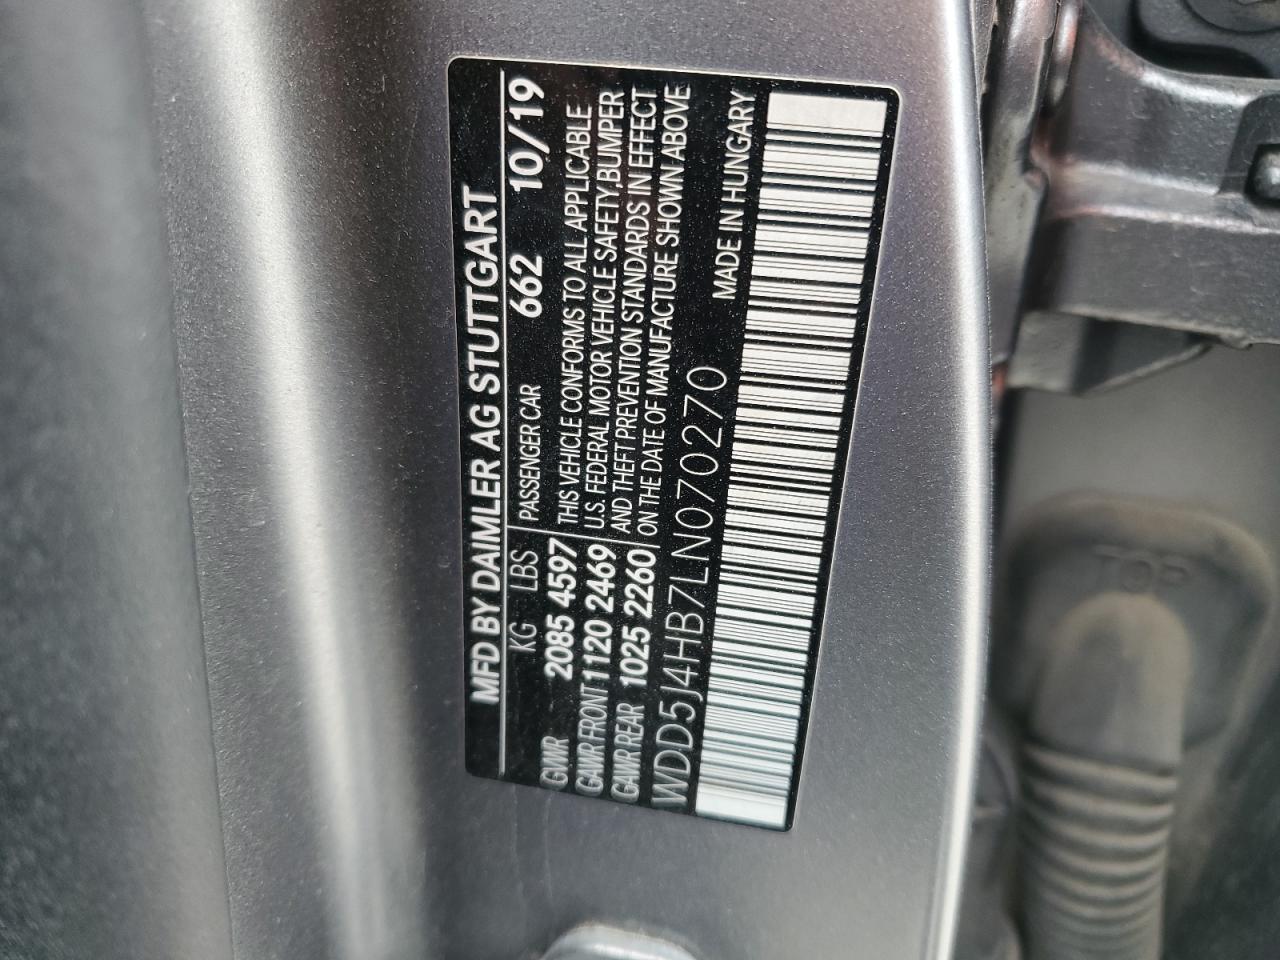 MFD BY DAIMLER AG STUTTGART
KG LBS PASSENGER CAR 662 10/19
GVWR 2085 4597 THIS VEHICLE CONFORMS TO ALL APPLICABLE
GAWR FRONT 1120 2469 U.S. FEDERAL MOTOR VEHICLE SAFETY,BUMPER
GAWR REAR 1025 2260 AND THEFT PREVENTION STANDARDS IN EFFECT
ON THE DATE OF MANUFACTURE SHOWN ABOVE
WDD5J4HB7LN070270 MADE IN HUNGARY
TOP